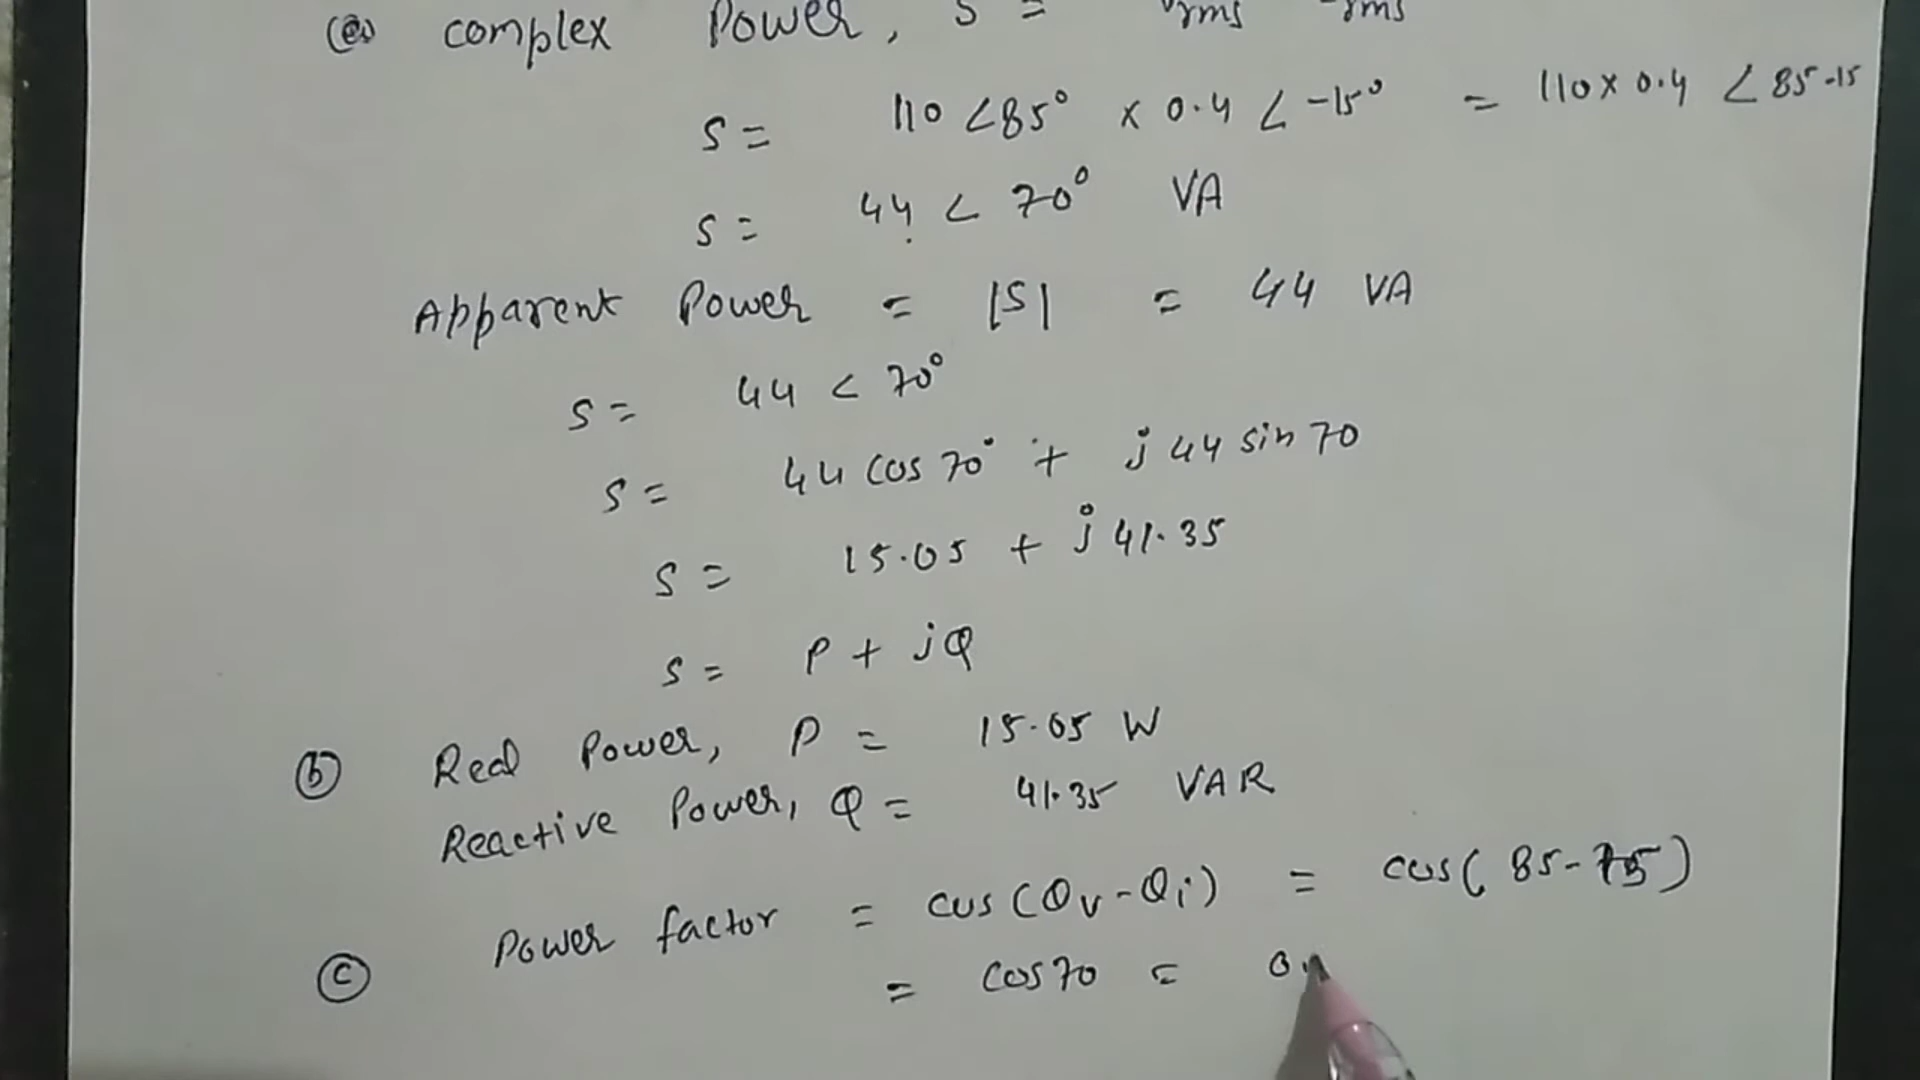 (a) complex Power, S = Vrms rms
S = 110 <85° x 0.4 < -15° = 110 x 0.4 < 85-15
S = 44 < 70° VA
Apparent Power = |S| = 44 VA
S = 44 < 70°
S = 44 cos 70° + j 44 sin 70
S = 15.05 + j 41.35
S = P + jQ
(b) Real Power, P = 15.05 W
Reactive Power, Q = 41.35 VAR
(c) Power factor = cos (θv-θi) = cos( 85-15)
= cos 70 = 0.